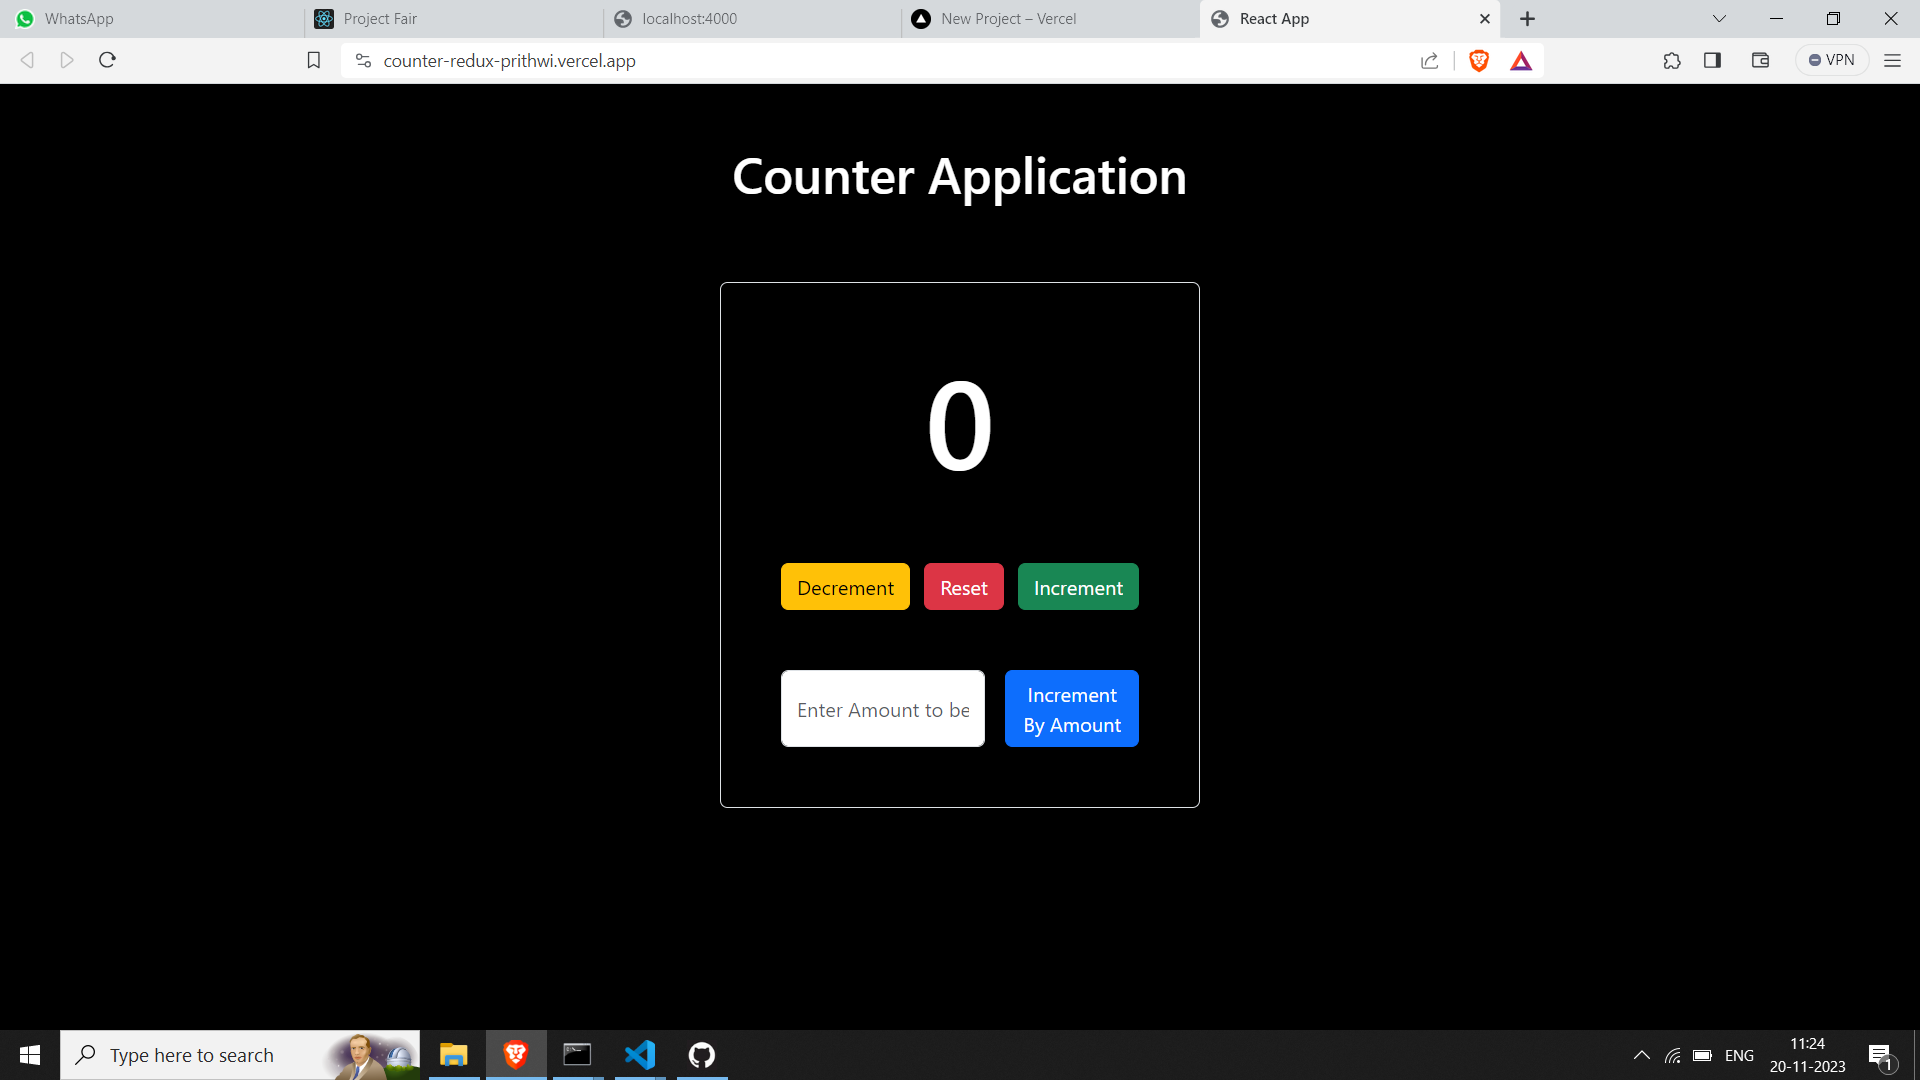 WhatsApp
Project Fair
localhost:4000
New Project – Vercel
React App
counter-redux-prithwi.vercel.app
VPN
Counter Application
0
Decrement
Reset
Increment
Enter Amount to be
Increment
By Amount
Type here to search
ENG
11:24
20-11-2023
1